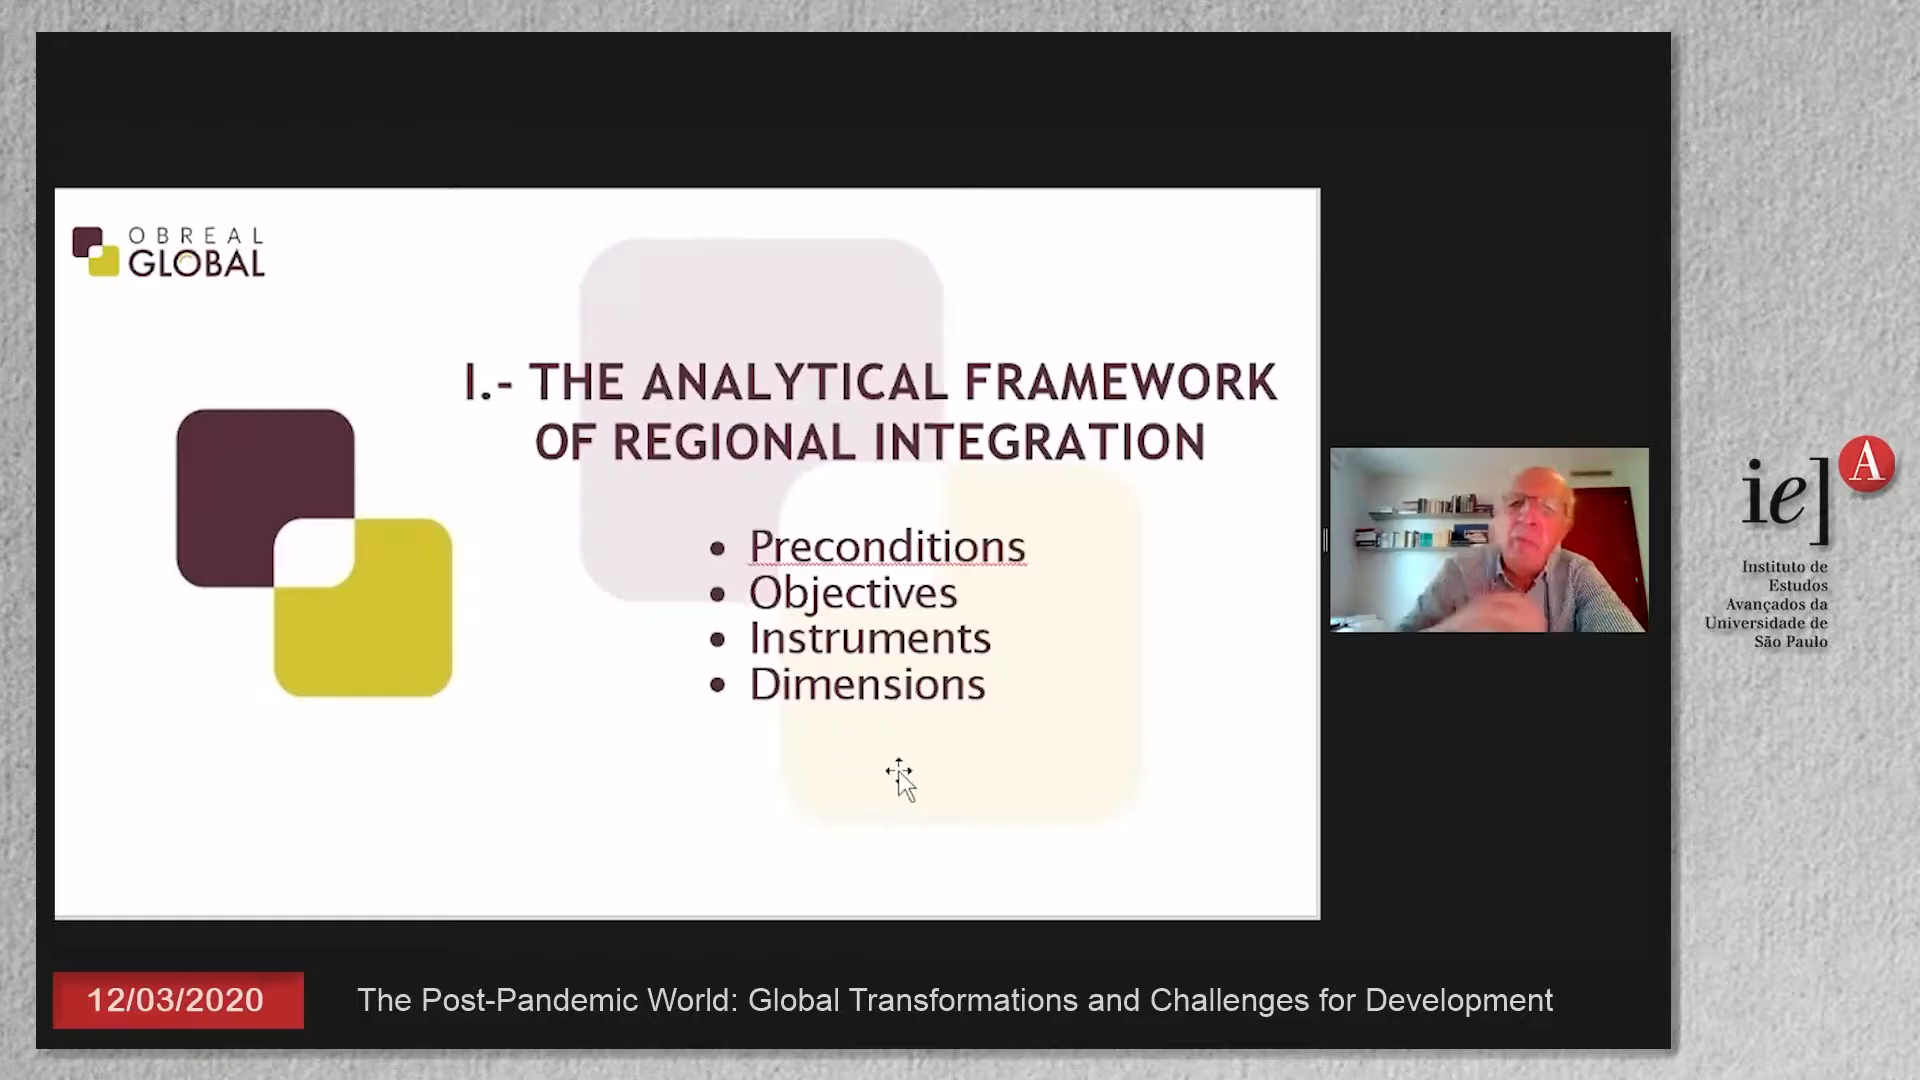 OBREAL
GLOBAL
I.- THE ANALYTICAL FRAMEWORK
OF REGIONAL INTEGRATION
• Preconditions
• Objectives
• Instruments
• Dimensions
ie] A
Instituto de
Estudos
Avançados da
Universidade de
São Paulo
12/03/2020
The Post-Pandemic World: Global Transformations and Challenges for Development